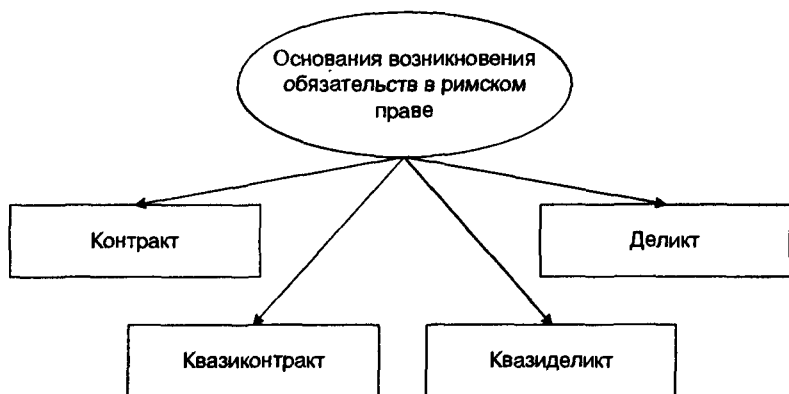 Основания возникновения
обязательств в римском
праве
Контракт
Деликт
Квазиконтракт
Квазиделикт